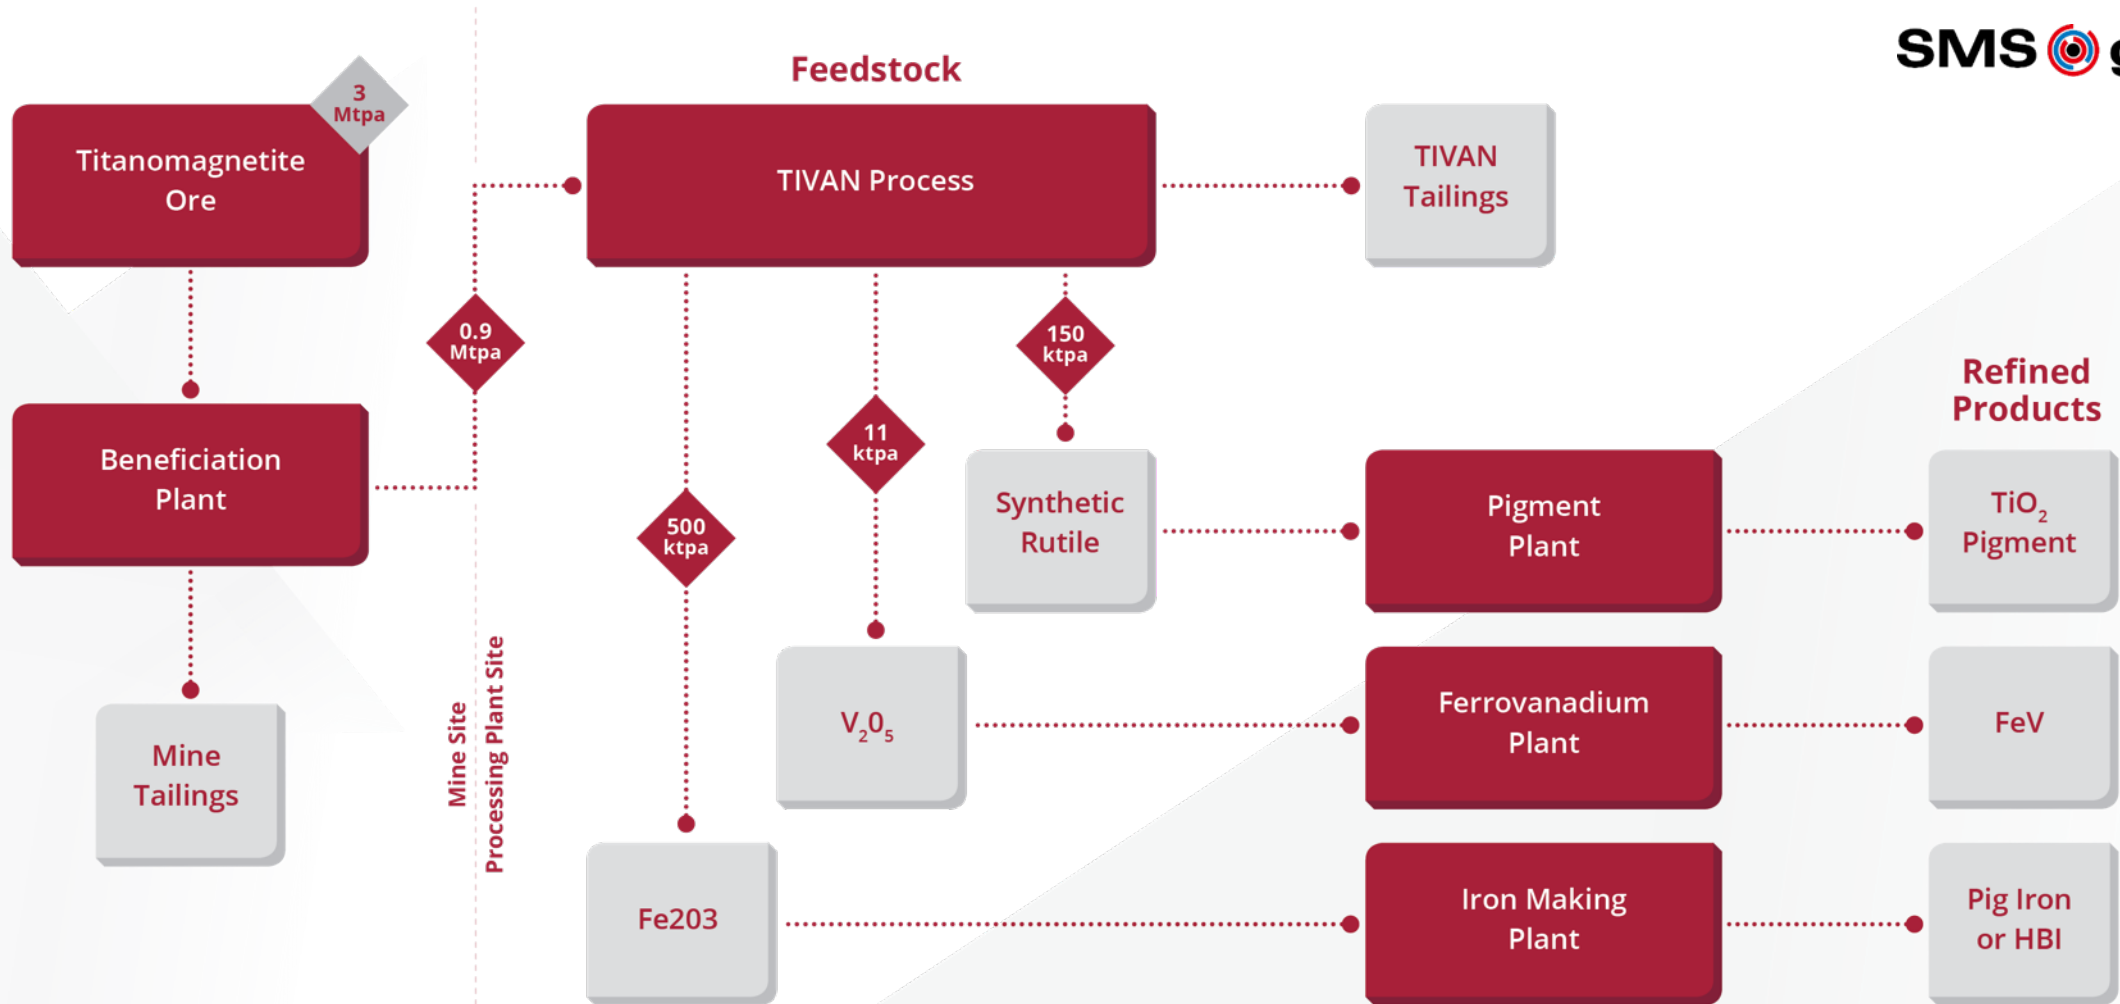 SMS g
Feedstock
3
Mtpa
Titanomagnetite
Ore
TIVAN Process
TIVAN
Tailings
0.9
Mtpa
150
ktpa
Refined
Products
11
ktpa
Beneficiation
Plant
500
ktpa
Synthetic
Rutile
Pigment
Plant
TiO₂
Pigment
Mine Site
Processing Plant Site
V₂0₅
Ferrovanadium
Plant
FeV
Mine
Tailings
Fe203
Iron Making
Plant
Pig Iron
or HBI